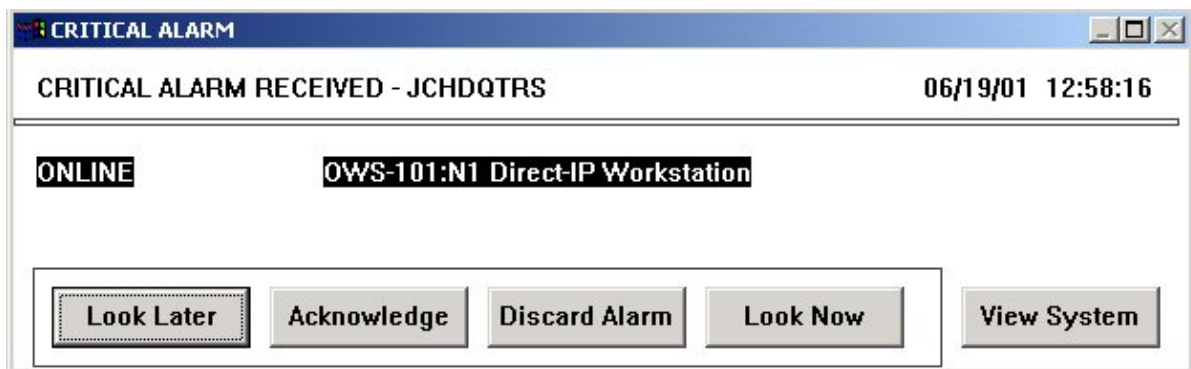 CRITICAL ALARM
CRITICAL ALARM RECEIVED - JCHDQTRS 06/19/01 12:58:16
ONLINE OWS-101:N1 Direct-IP Workstation
Look Later Acknowledge Discard Alarm Look Now View System